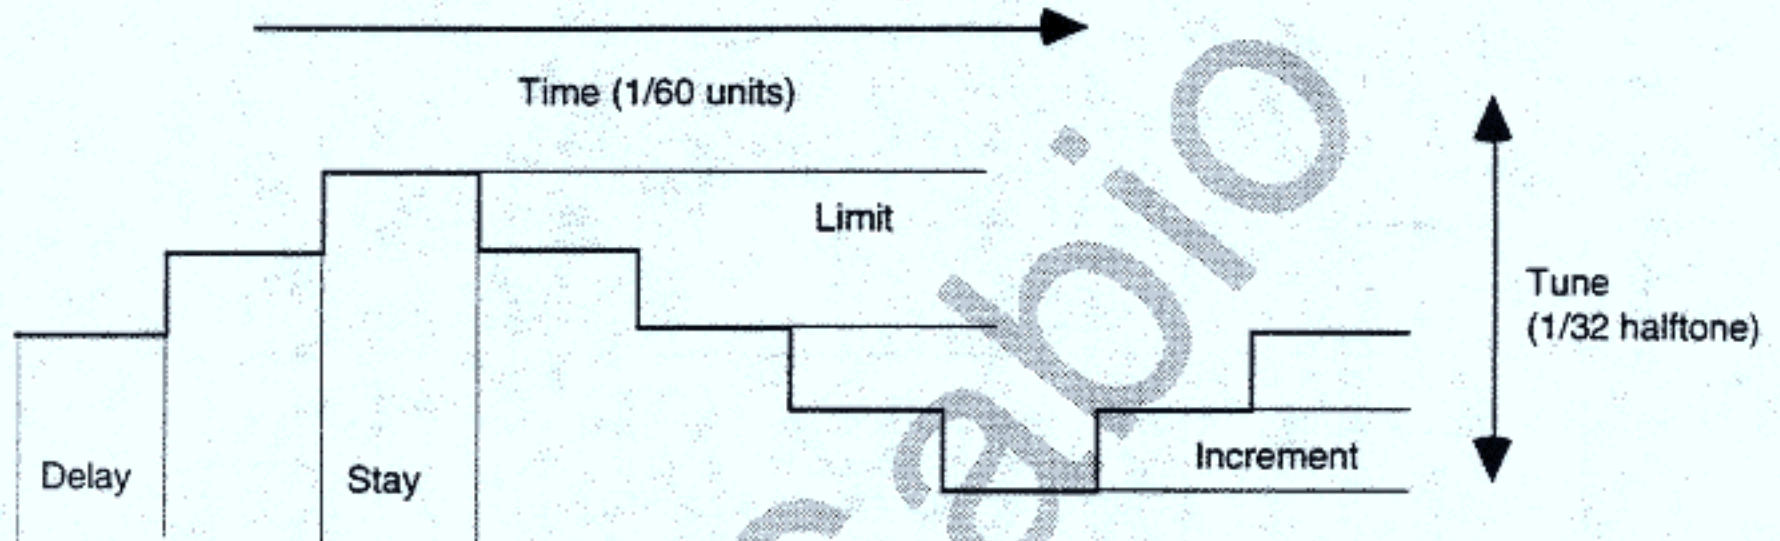 Time (1/60 units)
Limit
Tune
(1/32 halftone)
Increment
Delay
Stay